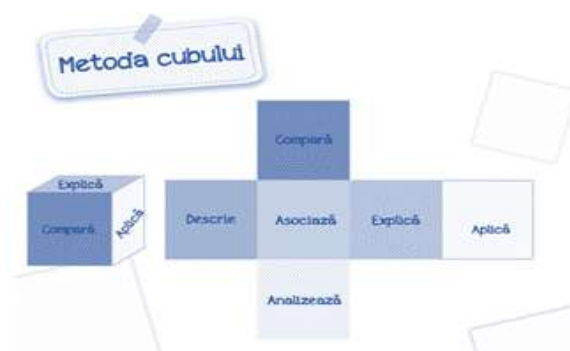 Metoda cubului
Compară
Explică
Compară
Aplică
Descrie
Asociază
Explică
Aplică
Analizează